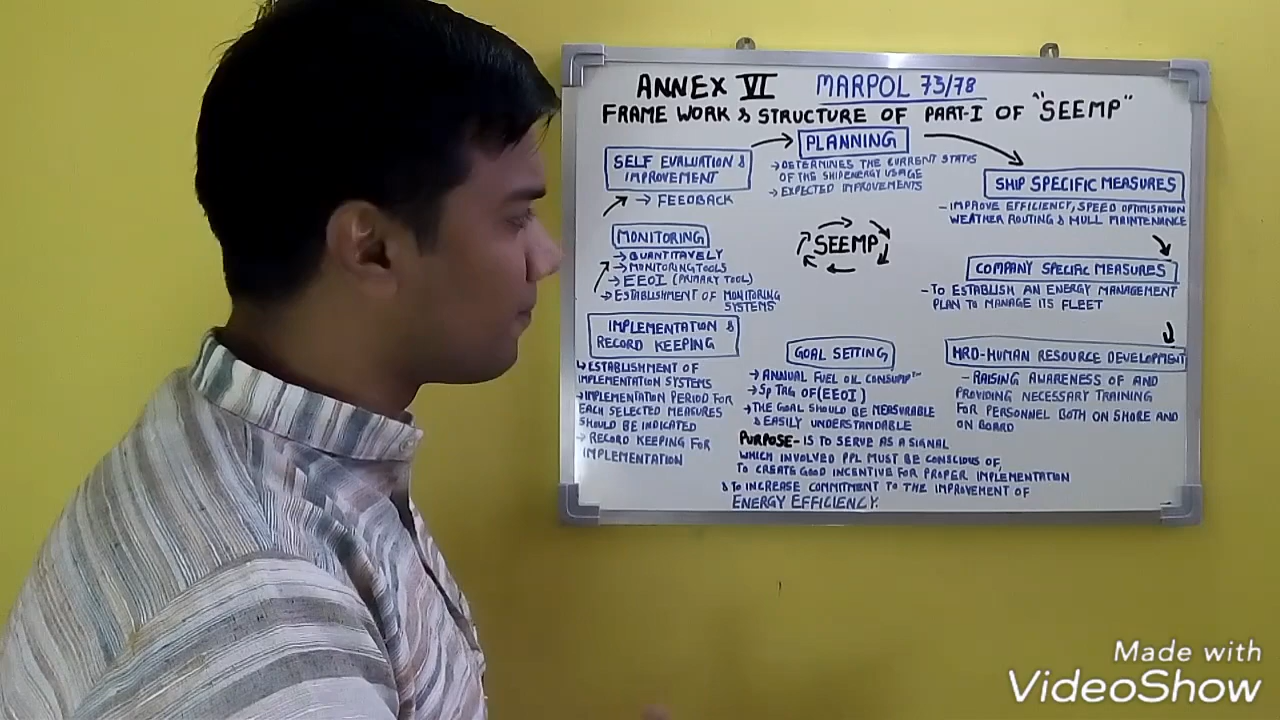 ANNEX VI MARPOL 73/78
FRAME WORK & STRUCTURE OF PART-I OF "SEEMP"
PLANNING
→ DETERMINES THE CURRENT STATUS
OF THE SHIP ENERGY USAGE
→ EXPECTED IMPROVEMENTS
SHIP SPECIFIC MEASURES
- IMPROVE EFFICIENCY, SPEED OPTIMISATION
WEATHER ROUTING & HULL MAINTENANCE
COMPANY SPECIFIC MEASURES
- TO ESTABLISH AN ENERGY MANAGEMENT
PLAN TO MANAGE ITS FLEET
HRD-HUMAN RESOURCE DEVELOPMENT
- RAISING AWARENESS OF AND
PROVIDING NECESSARY TRAINING
FOR PERSONNEL BOTH ON SHORE AND
ON BOARD
GOAL SETTING
→ ANNUAL FUEL OIL CONSUMPTN
→ SP TAG OF (EEOI)
→ THE GOAL SHOULD BE MEASURABLE
& EASILY UNDERSTANDABLE
PURPOSE - IS TO SERVE AS A SIGNAL
WHICH INVOLVED PPL MUST BE CONSCIOUS OF,
TO CREATE GOOD INCENTIVE FOR PROPER IMPLEMENTATION
& TO INCREASE COMMITMENT TO THE IMPROVEMENT OF
ENERGY EFFICIENCY.
IMPLEMENTATION &
RECORD KEEPING
↳ ESTABLISHMENT OF
IMPLEMENTATION SYSTEMS
→ IMPLEMENTATION PERIOD FOR
EACH SELECTED MEASURES
SHOULD BE INDICATED
→ RECORD KEEPING FOR
IMPLEMENTATION
MONITORING
→ QUANTITAVELY
→ MONITORING TOOLS
→ EEOI (PRIMARY TOOL)
→ ESTABLISHMENT OF MONITORING
SYSTEMS
SELF EVALUATION &
IMPROVEMENT
→ FEEDBACK
SEEMP
Made with
VideoShow